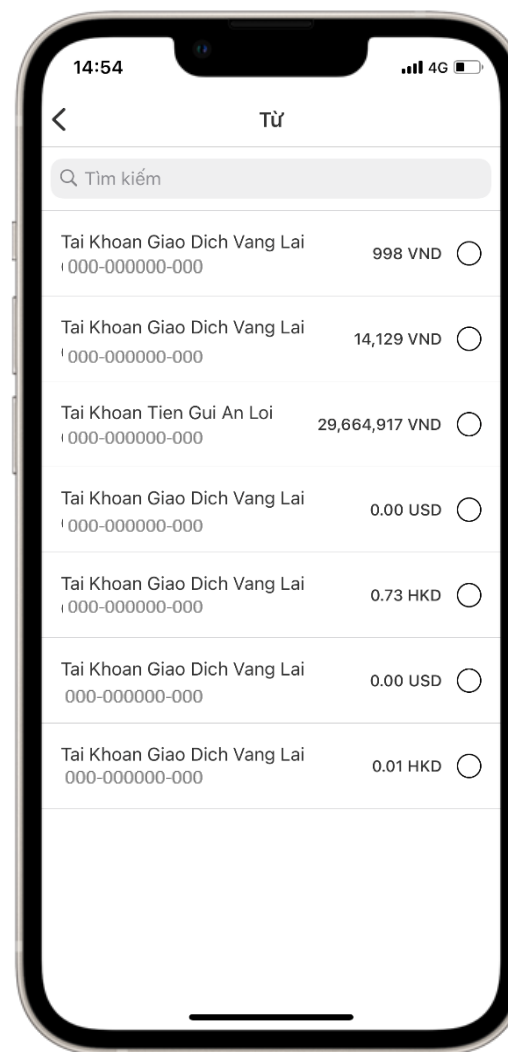 14:54
4G
Từ
Tìm kiếm
Tai Khoan Giao Dich Vang Lai
998 VND
000-000000-000
Tai Khoan Giao Dich Vang Lai
14,129 VND
000-000000-000
Tai Khoan Tien Gui An Loi
29,664,917 VND
000-000000-000
Tai Khoan Giao Dich Vang Lai
0.00 USD
000-000000-000
Tai Khoan Giao Dich Vang Lai
0.73 HKD
000-000000-000
Tai Khoan Giao Dich Vang Lai
0.00 USD
000-000000-000
Tai Khoan Giao Dich Vang Lai
0.01 HKD
000-000000-000